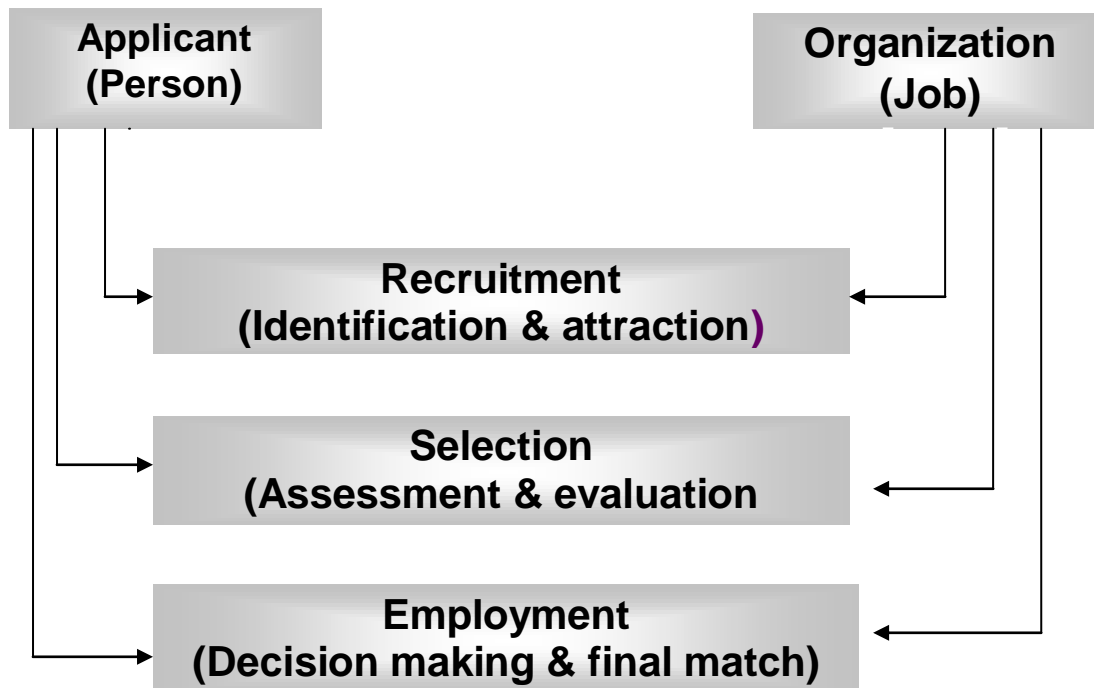 Applicant
(Person)
Organization
(Job)
Recruitment
(Identification & attraction)
Selection
(Assessment & evaluation
Employment
(Decision making & final match)